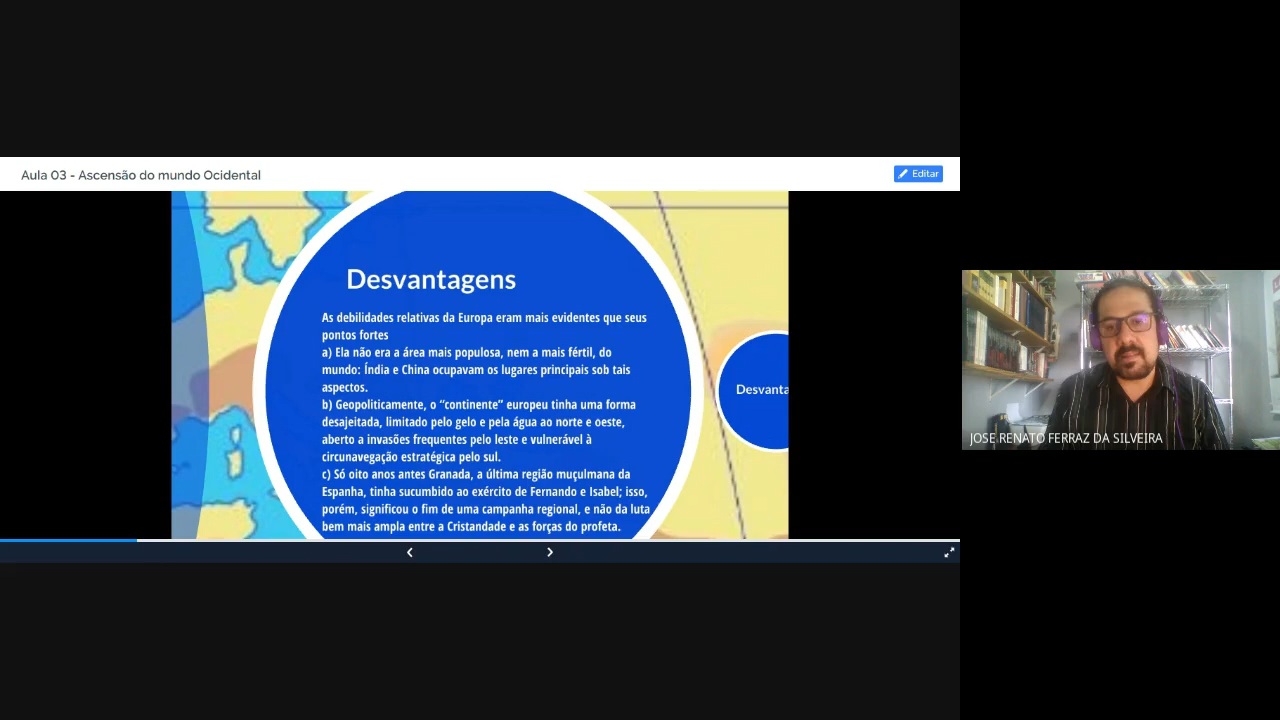 Aula 03 - Ascensão do mundo Ocidental
Editar
Desvantagens
As debilidades relativas da Europa eram mais evidentes que seus
pontos fortes
a) Ela não era a área mais populosa, nem a mais fértil, do
mundo: Índia e China ocupavam os lugares principais sob tais
aspectos.
b) Geopoliticamente, o “continente” europeu tinha uma forma
desajeitada, limitado pelo gelo e pela água ao norte e oeste,
aberto a invasões frequentes pelo leste e vulnerável à
circunavegação estratégica pelo sul.
c) Só oito anos antes Granada, a última região muçulmana da
Espanha, tinha sucumbido ao exército de Fernando e Isabel; isso,
porém, significou o fim de uma campanha regional, e não da luta
bem mais ampla entre a Cristandade e as forças do profeta.
Desvanta
JOSE RENATO FERRAZ DA SILVEIRA